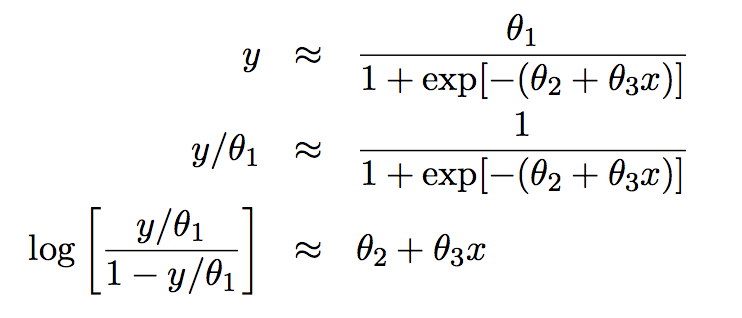 y ≈ θ₁ / (1 + exp[−(θ₂ + θ₃x)])
y/θ₁ ≈ 1 / (1 + exp[−(θ₂ + θ₃x)])
log [ (y/θ₁) / (1 − y/θ₁) ] ≈ θ₂ + θ₃x